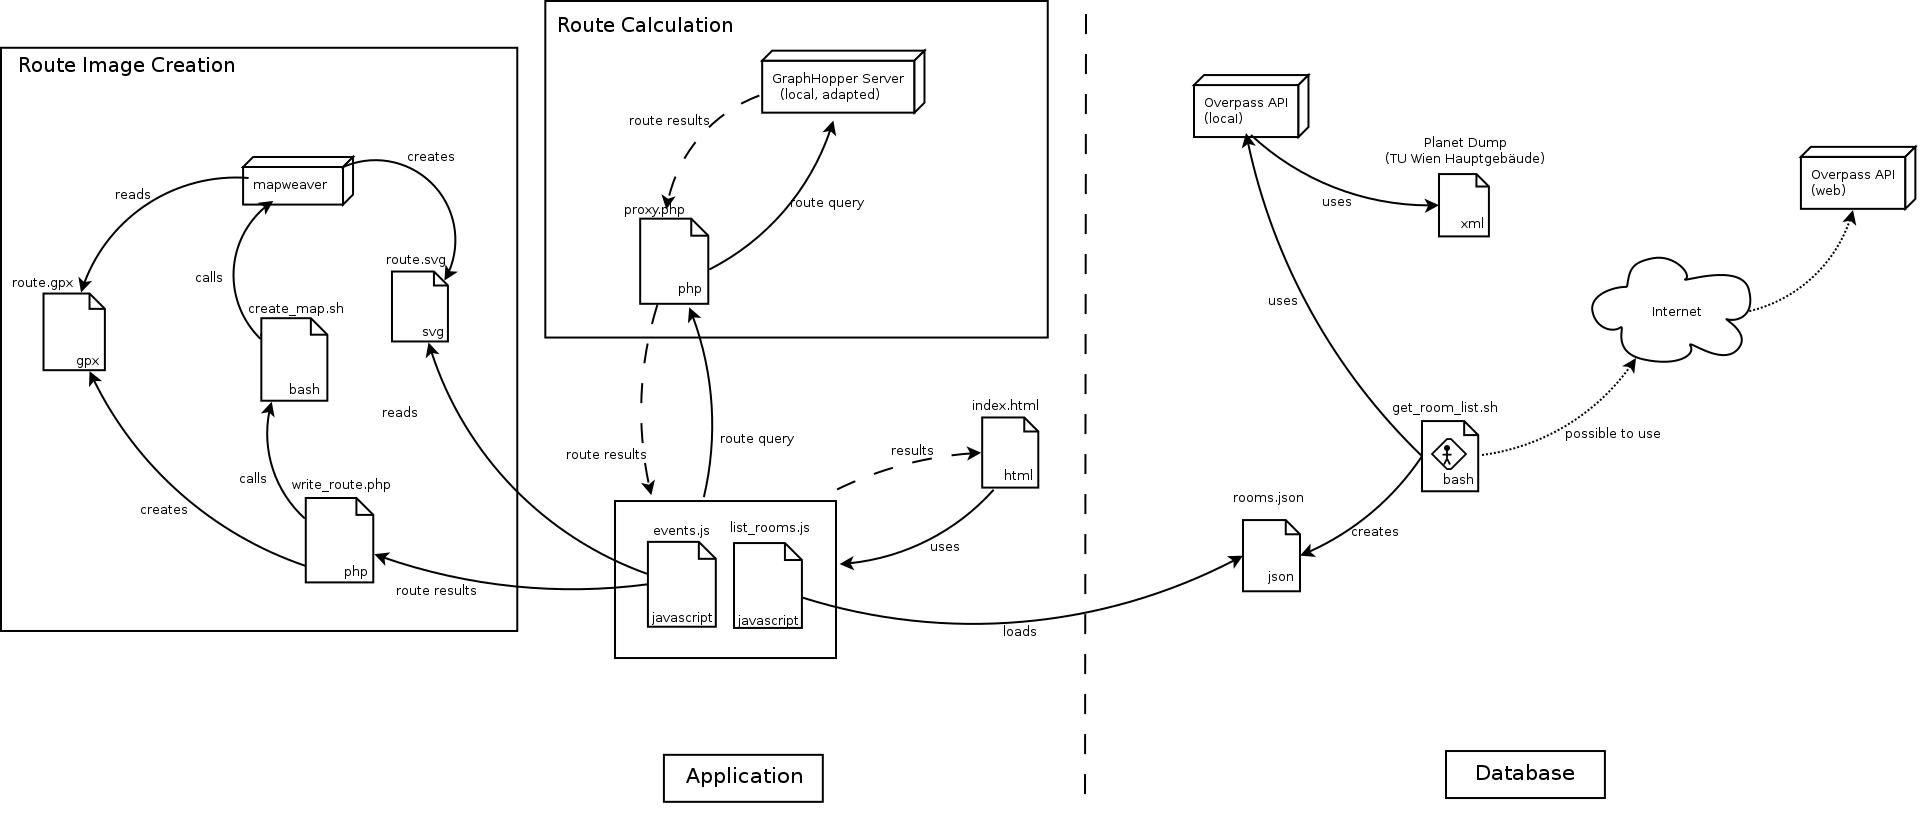 Route Image Creation
mapweaver
reads
creates
route.gpx
gpx
calls
create_map.sh
bash
route.svg
svg
reads
calls
write_route.php
php
creates
route results
Route Calculation
GraphHopper Server
(local, adapted)
route results
proxy.php
php
route query
route results
route query
index.html
html
results
uses
events.js
javascript
list_rooms.js
javascript
loads
Application
Overpass API
(local)
Planet Dump
(TU Wien Hauptgebäude)
xml
uses
uses
Overpass API
(web)
Internet
possible to use
get_room_list.sh
bash
creates
rooms.json
json
Database